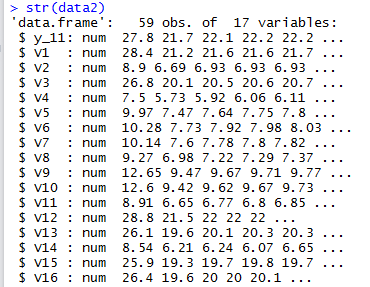 > str(data2)
'data.frame':   59 obs. of  17 variables:
 $ y_11: num  27.8 21.7 22.1 22.2 22.2 ...
 $ v1  : num  28.4 21.2 21.6 21.6 21.7 ...
 $ v2  : num  8.9 6.69 6.93 6.93 6.93 ...
 $ v3  : num  26.8 20.1 20.5 20.6 20.7 ...
 $ v4  : num  7.5 5.73 5.92 6.06 6.11 ...
 $ v5  : num  9.97 7.47 7.64 7.75 7.8 ...
 $ v6  : num  10.28 7.73 7.92 7.98 8.03 ...
 $ v7  : num  10.14 7.6 7.78 7.8 7.82 ...
 $ v8  : num  9.27 6.98 7.22 7.29 7.37 ...
 $ v9  : num  12.65 9.47 9.67 9.71 9.77 ...
 $ v10 : num  12.6 9.42 9.62 9.67 9.73 ...
 $ v11 : num  8.91 6.65 6.77 6.8 6.85 ...
 $ v12 : num  28.8 21.5 22 22 22 ...
 $ v13 : num  26.1 19.6 20.1 20.3 20.3 ...
 $ v14 : num  8.54 6.21 6.24 6.07 6.65 ...
 $ v15 : num  25.9 19.3 19.7 19.8 19.7 ...
 $ v16 : num  26.4 19.6 20 20 20.1 ...